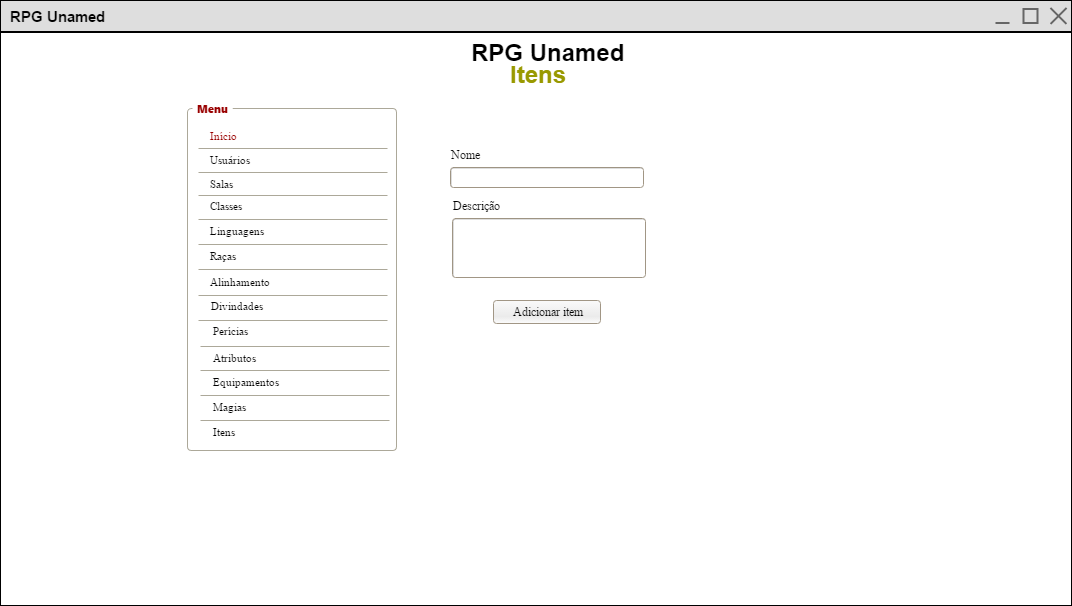 RPG Unamed
RPG Unamed
Itens
Menu
Inicio
Usuários
Salas
Classes
Linguagens
Raças
Alinhamento
Divindades
Perícias
Atributos
Equipamentos
Magias
Itens
Nome
Descrição
Adicionar item